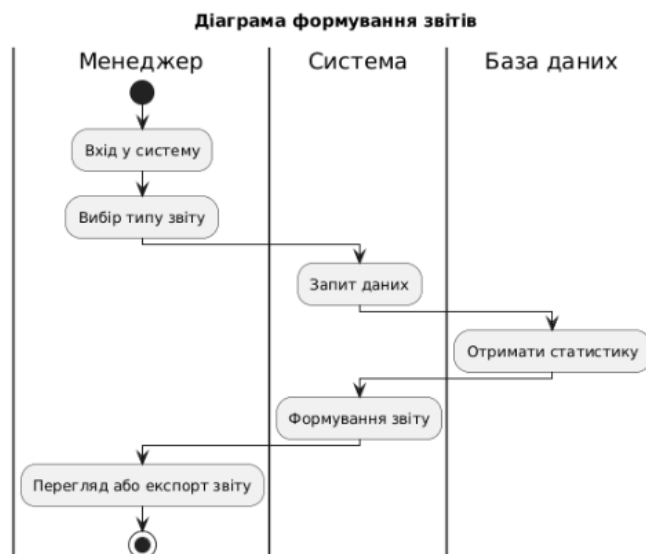 Діаграма формування звітів
Менеджер
Система
База даних
Вхід у систему
Вибір типу звіту
Запит даних
Отримати статистику
Формування звіту
Перегляд або експорт звіту